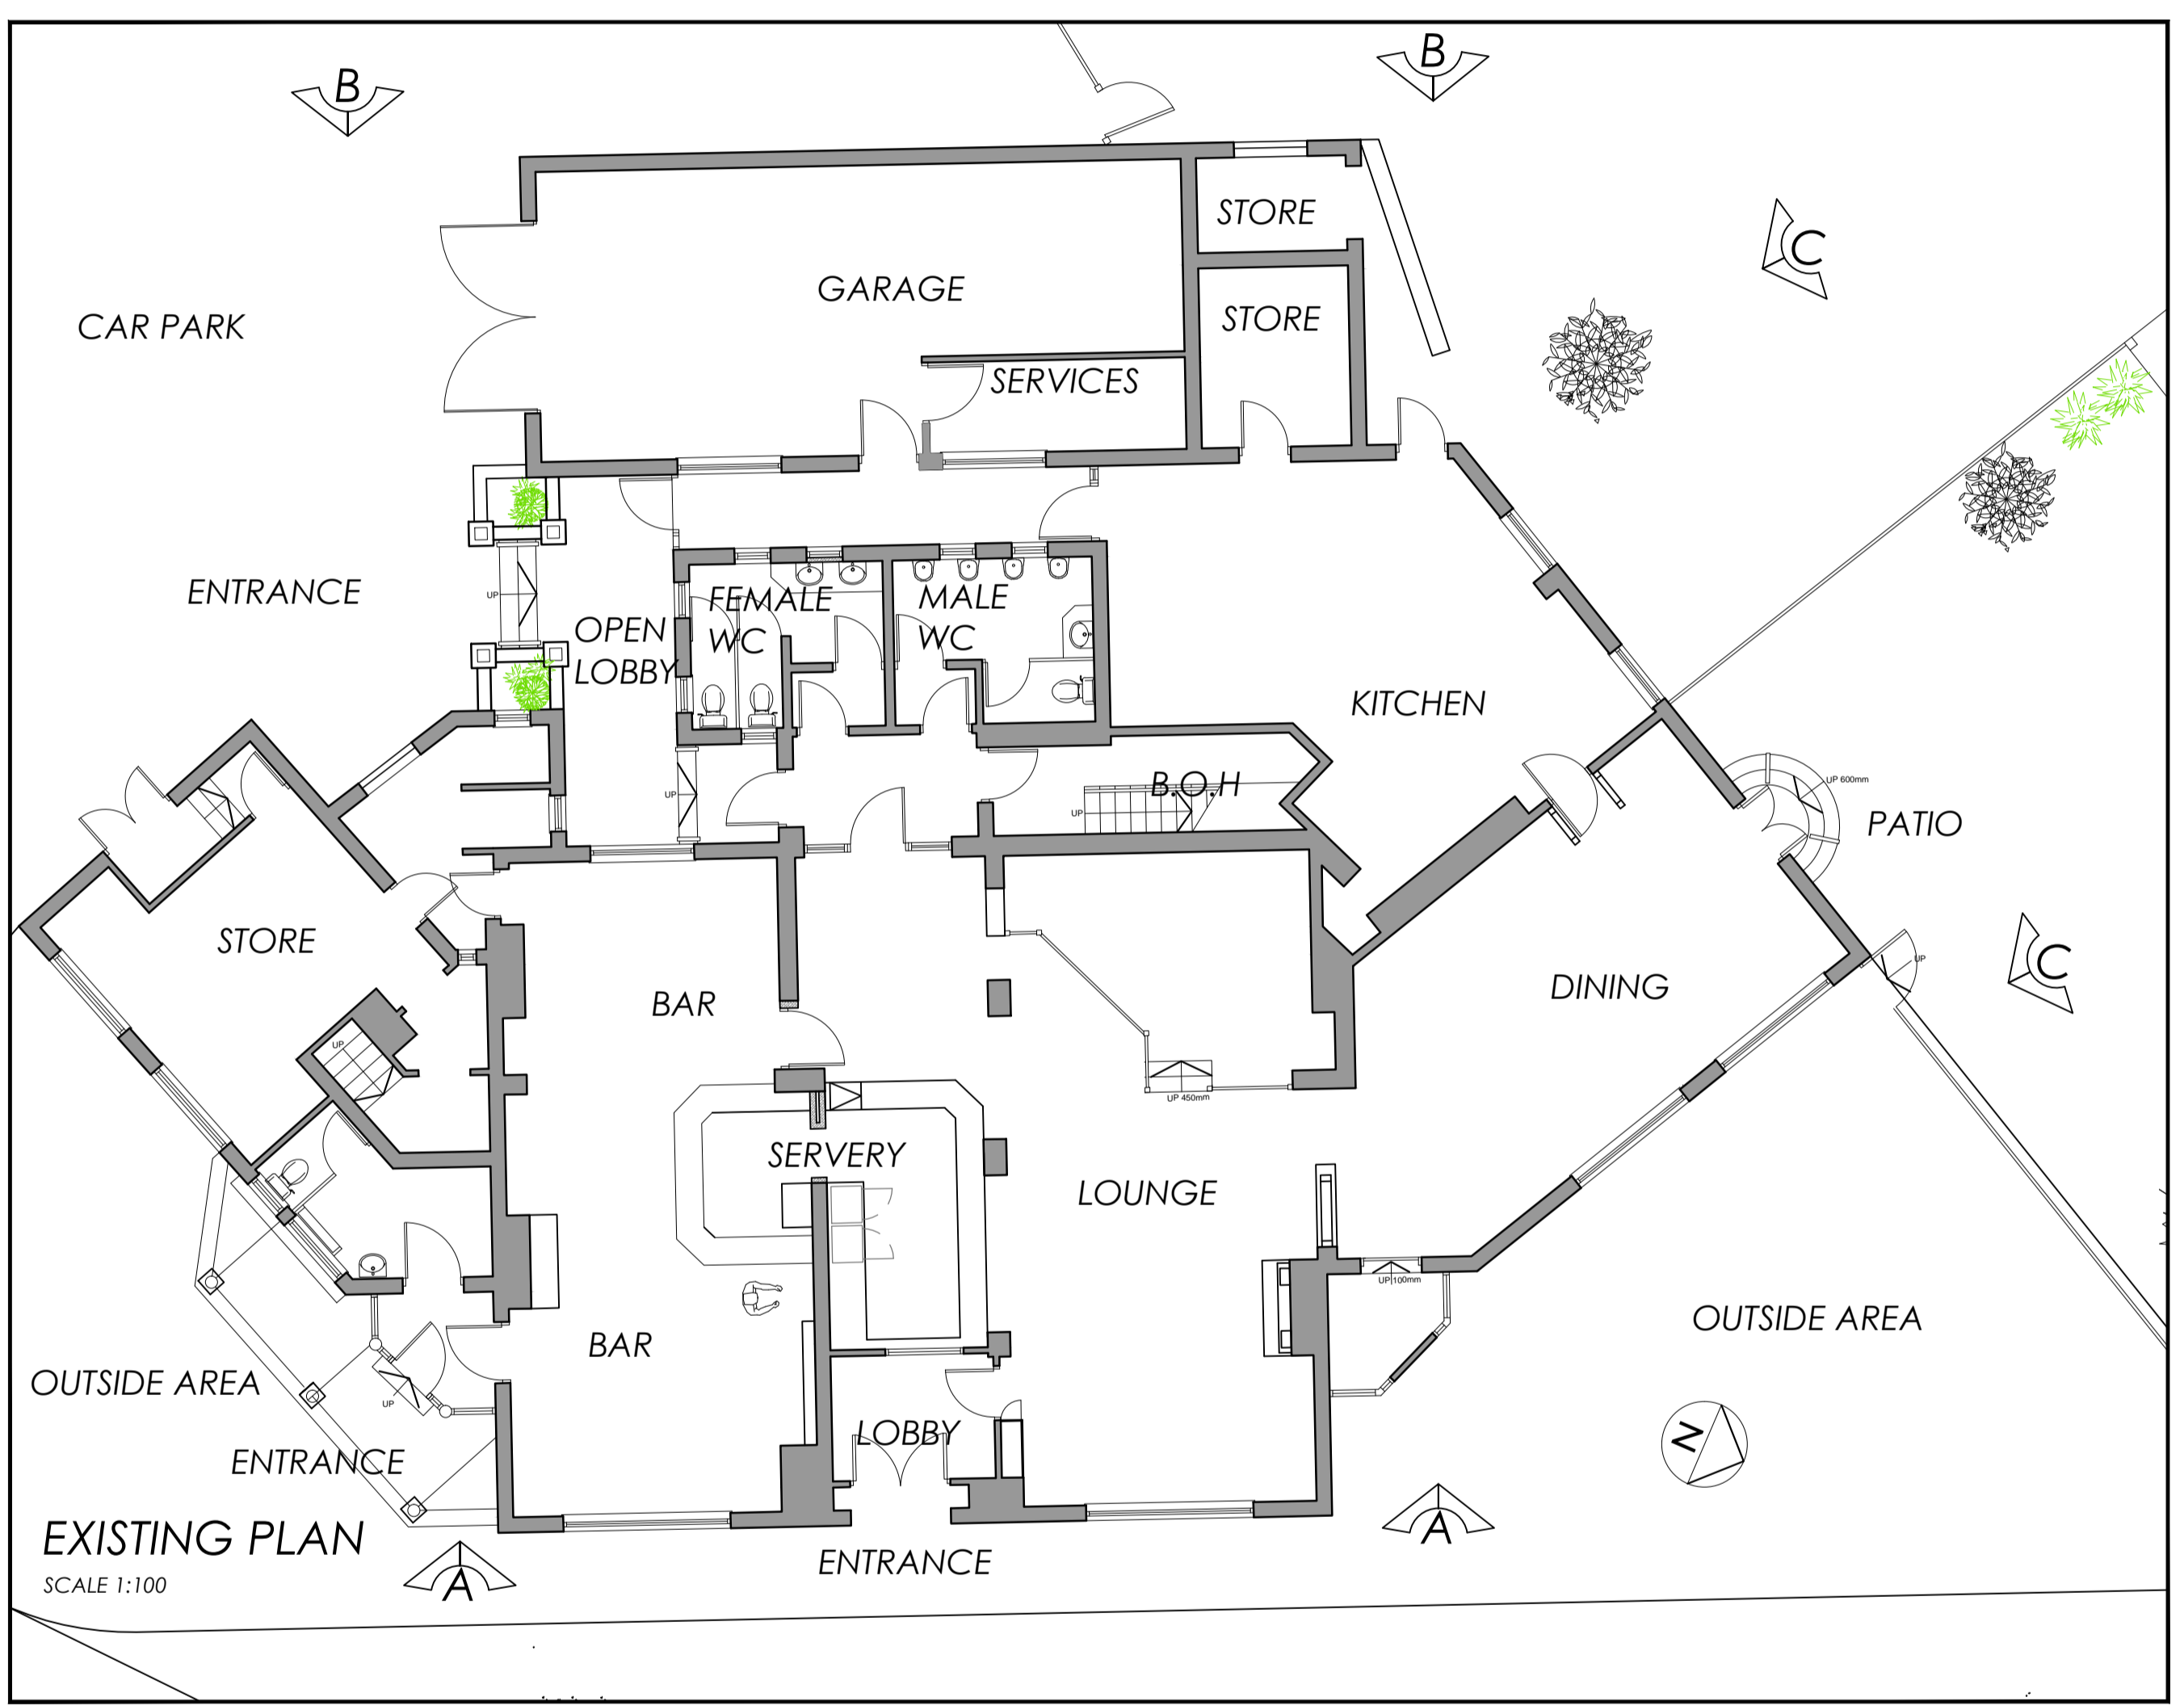 B
B
STORE
C
GARAGE
CAR PARK
STORE
SERVICES
ENTRANCE
UP
OPEN
LOBBY
FEMALE
WC
MALE
WC
KITCHEN
UP
B.O.H
UP
UP 600mm
PATIO
STORE
BAR
DINING
UP
C
UP
UP 450mm
SERVERY
LOUNGE
UP 100mm
BAR
OUTSIDE AREA
OUTSIDE AREA
UP
LOBBY
N
ENTRANCE
EXISTING PLAN
SCALE 1:100
A
ENTRANCE
A